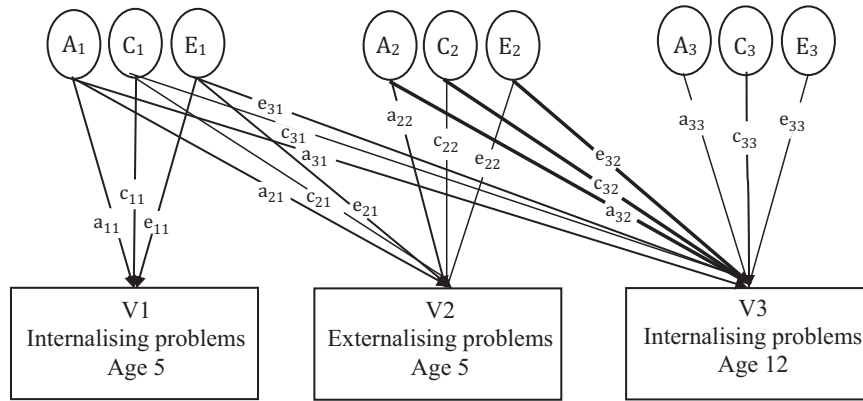 A1 C1 E1 A2 C2 E2 A3 C3 E3
e31
c31
a31
a22
c22
e22
e32
c32
a32
a33
c33
e33
a11
c11
e11
a21
c21
e21
V1
Internalising problems
Age 5
V2
Externalising problems
Age 5
V3
Internalising problems
Age 12